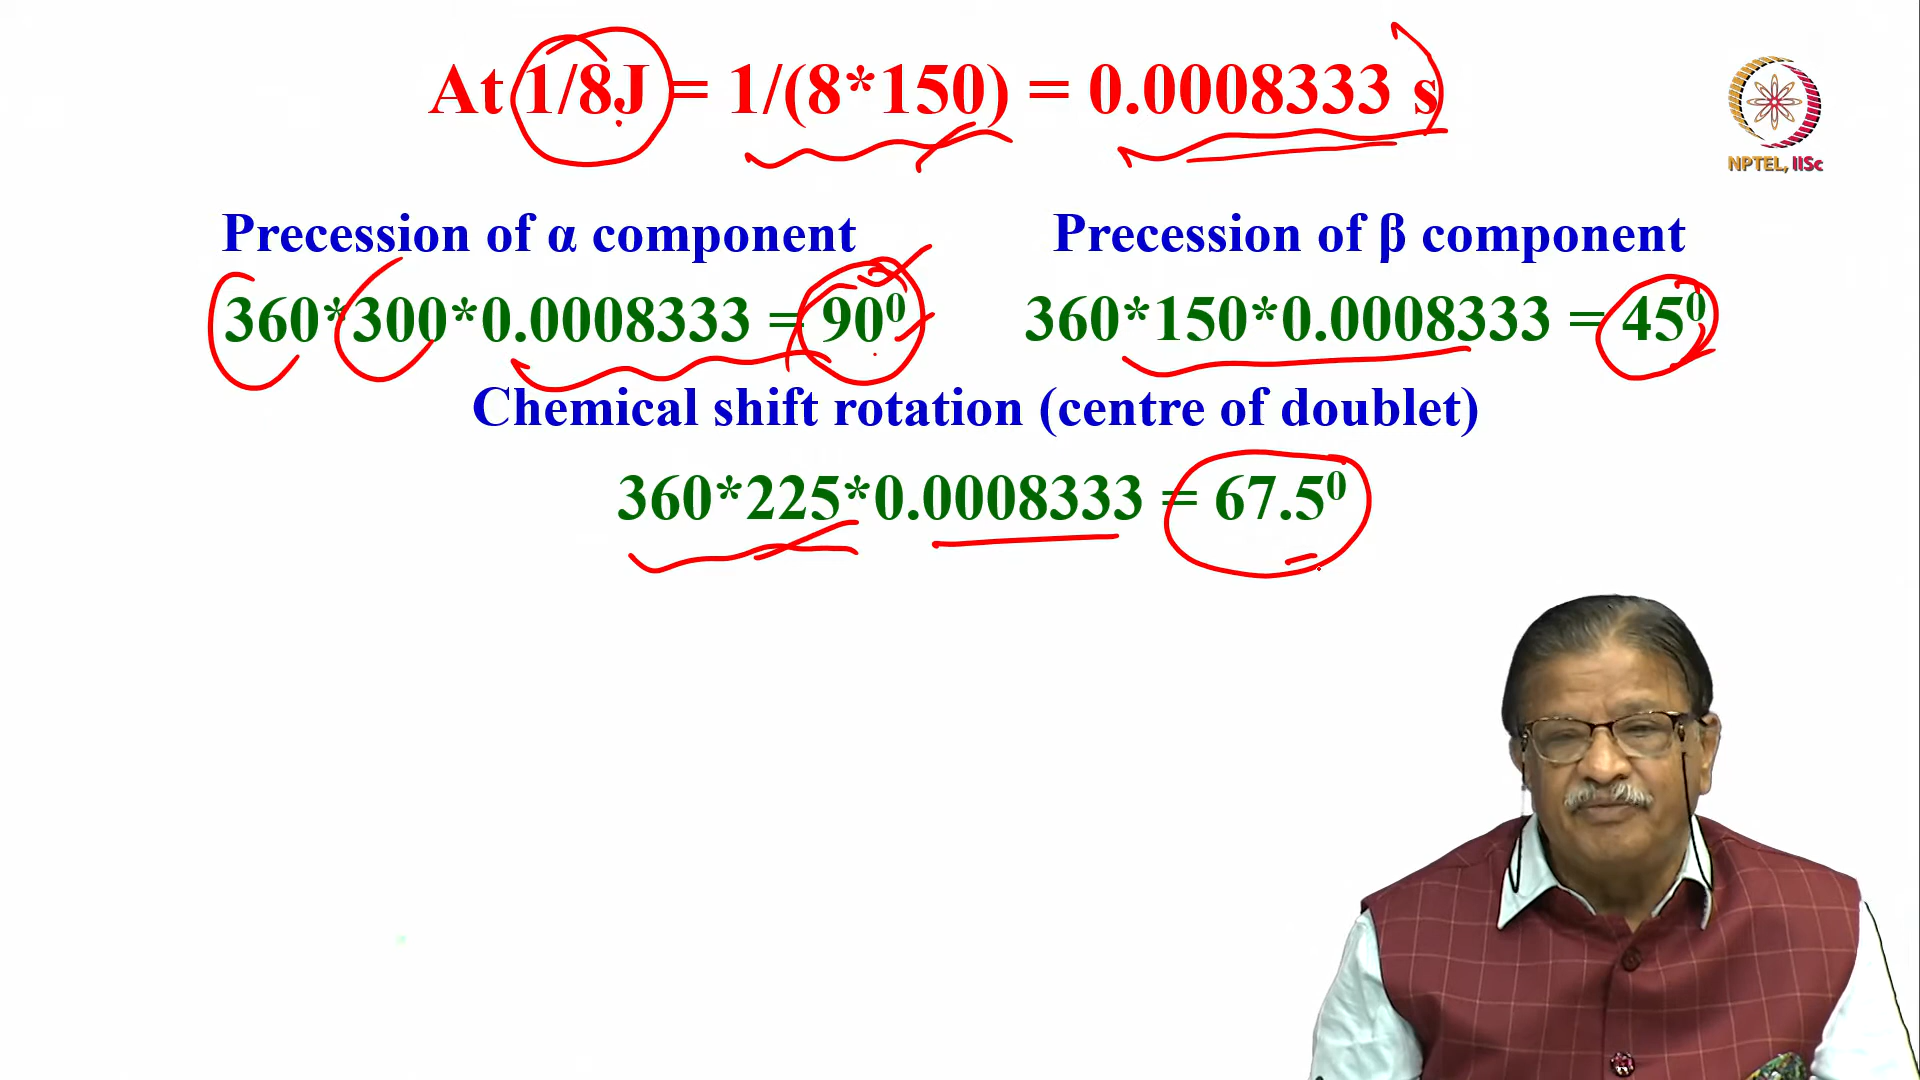 At 1/8J = 1/(8*150) = 0.0008333 s
NPTEL, IISc
Precession of α component
Precession of β component
360*300*0.0008333 = 90⁰
360*150*0.0008333 = 45⁰
Chemical shift rotation (centre of doublet)
360*225*0.0008333 = 67.5⁰